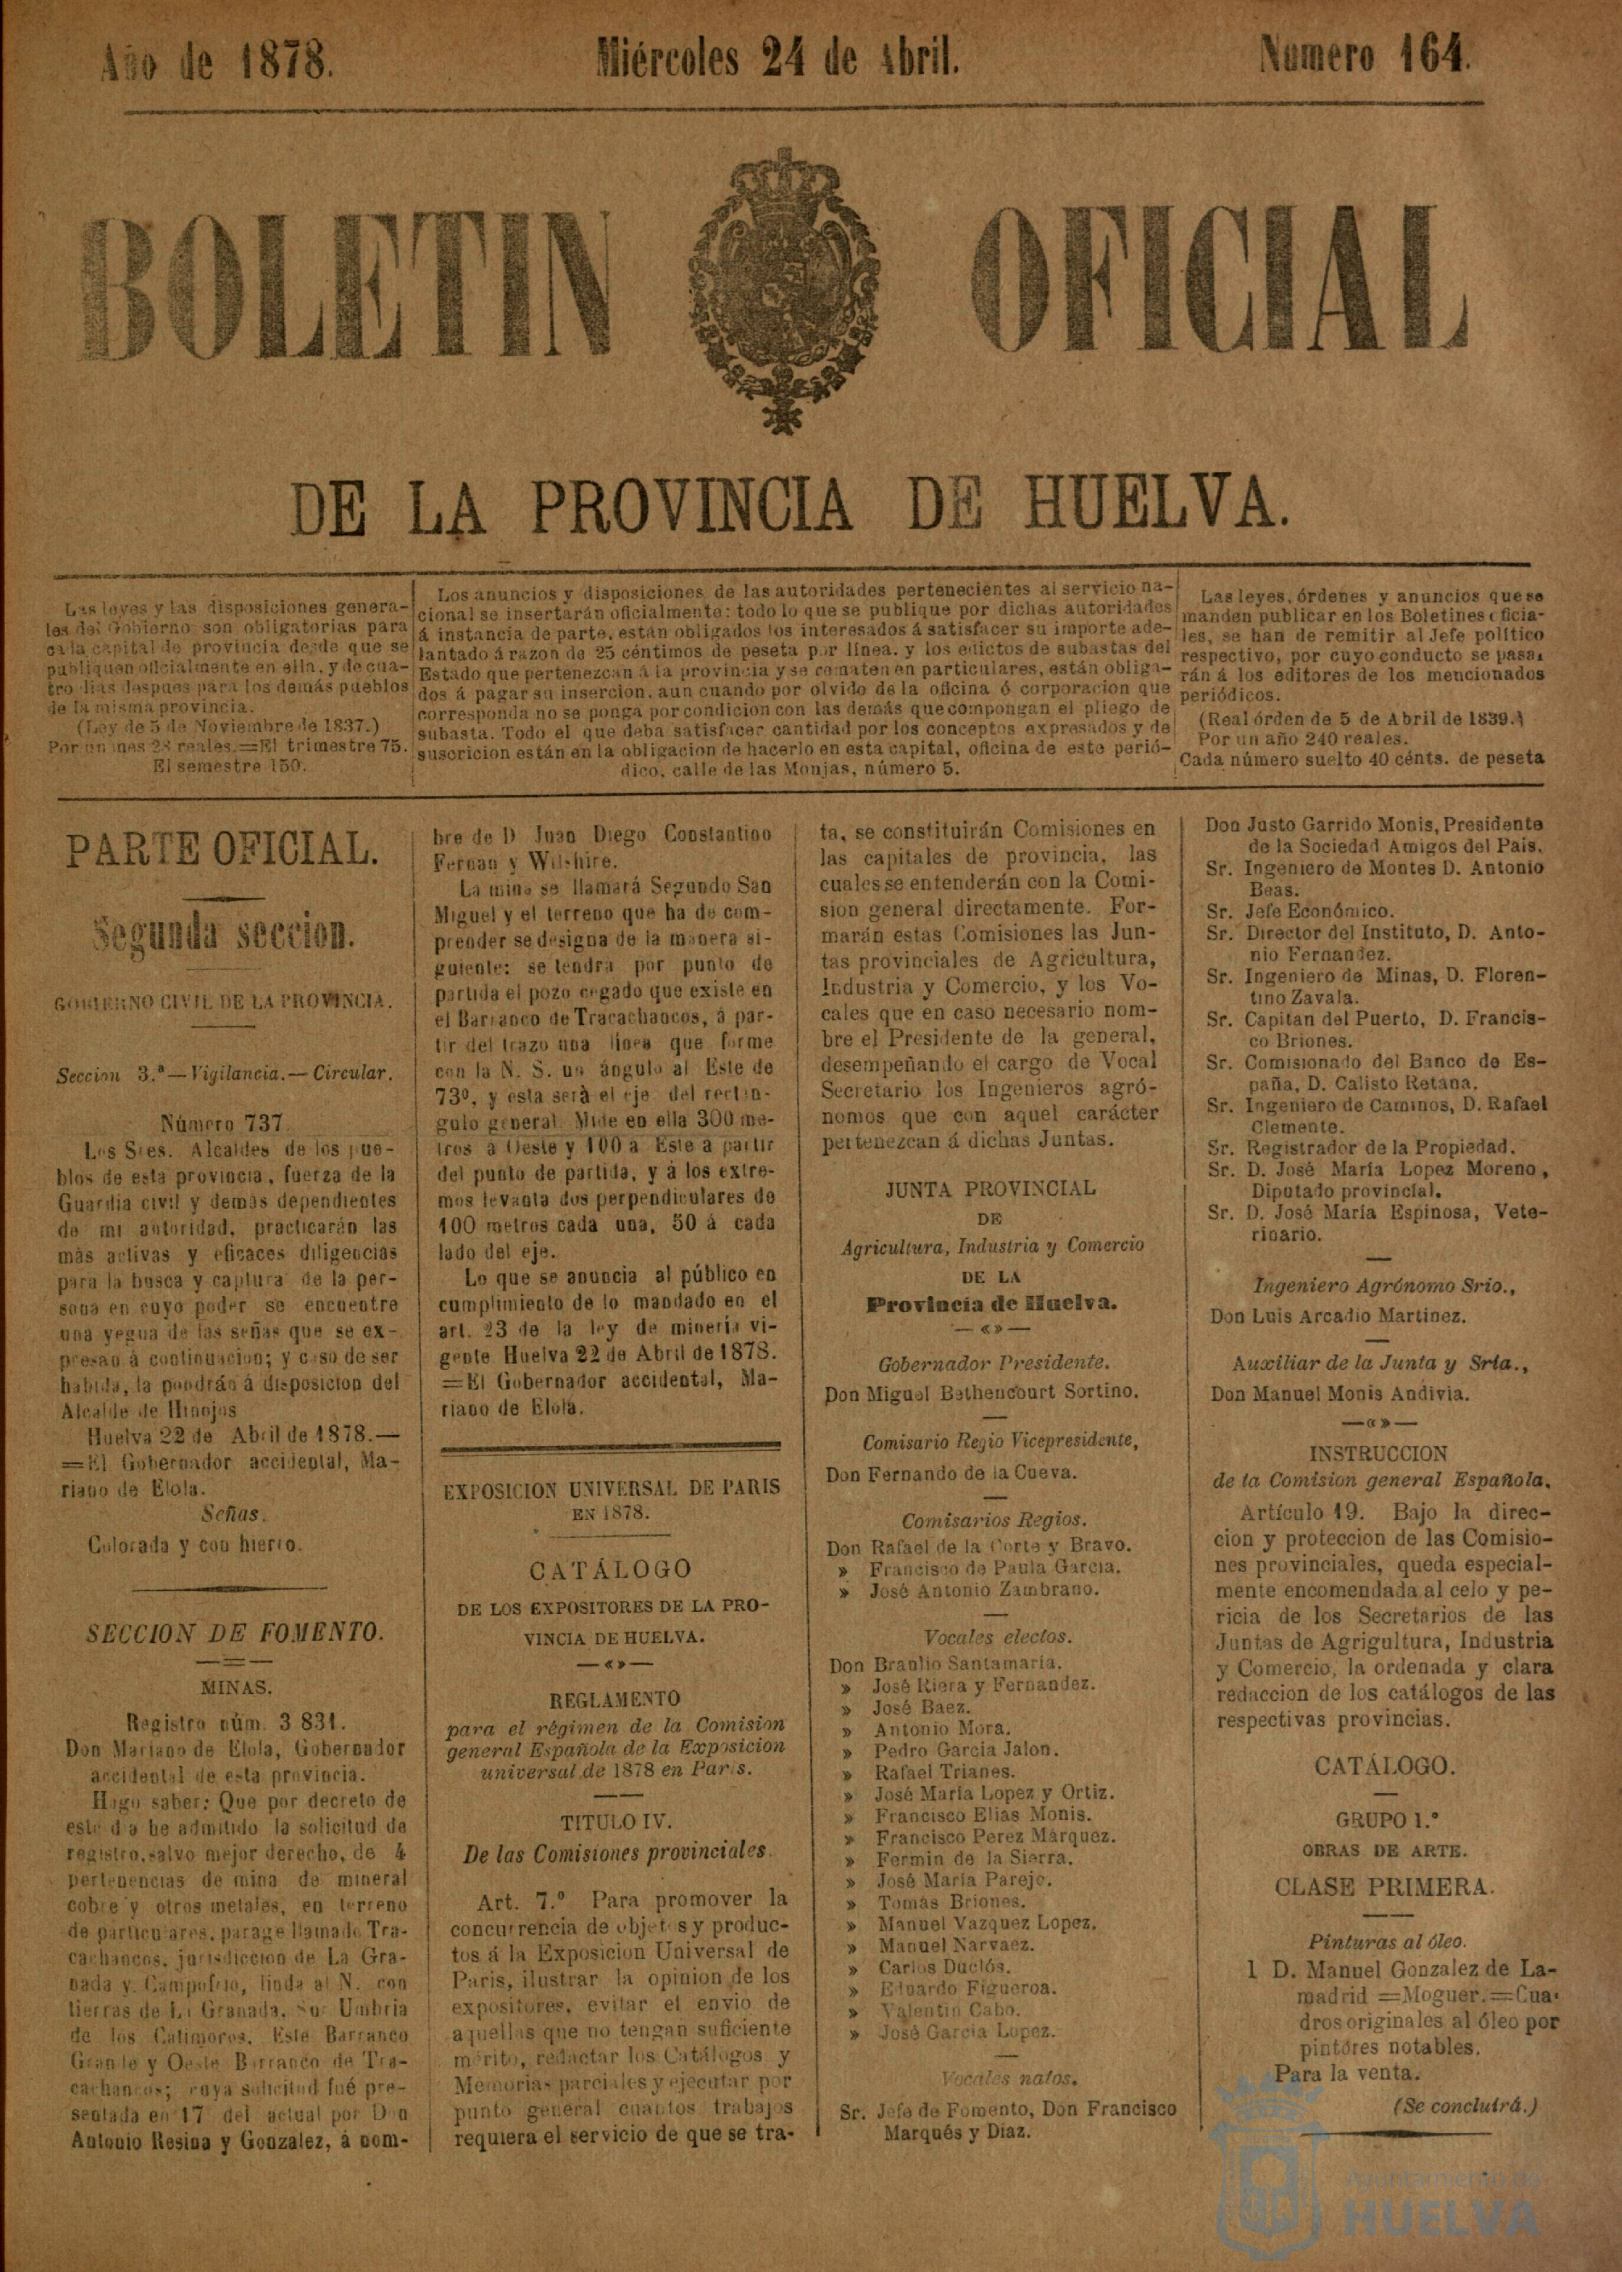 Año de 1878.
Miércoles 24 de Abril.
Numero 164.
BOLETIN OFICIAL
DE LA PROVINCIA DE HUELVA.
Las leyes y las disposiciones genera-
les del Gobierno son obligatorias para
cada capital de provincia desde que se
publiquen oficialmente en ella, y de cua-
tro dias despues para los demás pueblos
de la misma provincia.
(Ley de 5 de Noviembre de 1837.)
Por un mes 28 reales.=El trimestre 75.
El semestre 150.
Los anuncios y disposiciones de las autoridades pertenecientes al servicio na-
cional se insertarán oficialmente: todo lo que se publique por dichas autoridades
á instancia de parte, están obligados los interesados á satisfacer su importe ade-
lantado á razon de 25 céntimos de peseta por línea, y los edictos de subastas del
Estado que pertenezcan á la provincia y se rematen en particulares, están obliga-
dos á pagar su insercion, aun cuando por olvido de la oficina ó corporacion que
corresponda no se ponga por condicion con las demás que compongan el pliego de
subasta. Todo el que deba satisfacer cantidad por los conceptos expresados y de
suscricion están en la obligacion de hacerlo en esta capital, oficina de este perió-
dico, calle de las Monjas, número 5.
Las leyes, órdenes y anuncios que se
manden publicar en los Boletines oficia-
les, se han de remitir al Jefe político
respectivo, por cuyo conducto se pasa-
rán á los editores de los mencionados
periódicos.
(Real órden de 5 de Abril de 1839.)
Por un año 240 reales.
Cada número suelto 40 cénts. de peseta
PARTE OFICIAL.
Segunda seccion.
GOBIERNO CIVIL DE LA PROVINCIA.
Seccion 3.ª—Vigilancia.—Circular.
Número 737.
Los Sres. Alcaldes de los pue-
blos de esta provincia, fuerza de la
Guardia civil y demás dependientes
de mi autoridad, practicarán las
más activas y eficaces diligencias
para la busca y captura de la per-
sona en cuyo poder se encuentre
una yegua de las señas que se ex-
presan á continuacion; y caso de ser
habida, la pondrán á disposicion del
Alcalde de Hinojos
Huelva 22 de Abril de 1878.—
=El Gobernador accidental, Ma-
riano de Elola.
Señas.
Colorada y con hierro.
SECCION DE FOMENTO.
MINAS.
Registro núm. 3 831.
Don Mariano de Elola, Gobernador
accidental de esta provincia.
Hago saber: Que por decreto de
este dia he admitido la solicitud de
registro, salvo mejor derecho, de 4
pertenencias de mina de mineral
cobre y otros metales, en terreno
de particulares, parage llamado Tra-
cachancos, jurisdiccion de La Gra-
nada y Campofrio, linda al N. con
tierras de La Granada, Sur Umbria
de los Catimoros, Este Barranco
Grande y Oeste Barranco de Tra-
cachancos; cuya solicitud fué pre-
sentada en 17 del actual por Don
Antonio Resina y Gonzalez, á nom-
bre de D Juan Diego Constantino
Fernan y Wilshire.
La mina se llamará Segundo San
Miguel y el terreno que ha de com-
prender se designa de la manera si-
guiente: se tendrá por punto de
partida el pozo cegado que existe en
el Barranco de Tracachancos, á par-
tir del trazo una línea que forme
con la N. S. un ángulo al Este de
73º, y esta será el eje del rectán-
gulo general. Mide en ella 300 me-
tros á Oeste y 100 á Este á partir
del punto de partida, y á los extre-
mos levanta dos perpendiculares de
100 metros cada una, 50 á cada
lado del eje.
Lo que se anuncia al público en
cumplimiento de lo mandado en el
art. 23 de la ley de minería vi-
gente Huelva 22 de Abril de 1878.
=El Gobernador accidental, Ma-
riano de Elola.
EXPOSICION UNIVERSAL DE PARIS
EN 1878.
CATÁLOGO
DE LOS EXPOSITORES DE LA PRO-
VINCIA DE HUELVA.
—«»—
REGLAMENTO
para el régimen de la Comision
general Española de la Exposicion
universal de 1878 en Paris.
TITULO IV.
De las Comisiones provinciales.
Art. 7.º Para promover la
concurrencia de objetos y produc-
tos á la Exposicion Universal de
Paris, ilustrar la opinion de los
expositores, evitar el envio de
aquellas que no tengan suficiente
mérito, redactar los Catálogos y
Memorias parciales y ejecutar por
punto general cuantos trabajos
requiera el servicio de que se tra-
ta, se constituirán Comisiones en
las capitales de provincia, las
cuales se entenderán con la Comi-
sion general directamente. For-
marán estas Comisiones las Jun-
tas provinciales de Agricultura,
Industria y Comercio, y los Vo-
cales que en caso necesario nom-
bre el Presidente de la general,
desempeñando el cargo de Vocal
Secretario los Ingenieros agró-
nomos que con aquel carácter
pertenezcan á dichas Juntas.
JUNTA PROVINCIAL
DE
Agricultura, Industria y Comercio
DE LA
Provincia de Huelva.
—«»—
Gobernador Presidente.
Don Miguel Bethencourt Sortino.
Comisario Regio Vicepresidente,
Don Fernando de la Cueva.
Comisarios Regios.
Don Rafael de la Corte y Bravo.
» Francisco de Paula Garcia.
» José Antonio Zambrano.
Vocales electos.
Don Braulio Santamaría.
» José Riera y Fernandez.
» José Baez.
» Antonio Mora.
» Pedro Garcia Jalon.
» Rafael Trianes.
» José María Lopez y Ortiz.
» Francisco Elias Monis.
» Francisco Perez Márquez.
» Fermin de la Sierra.
» José María Parejo.
» Tomás Briones.
» Manuel Vazquez Lopez.
» Manuel Narvaez.
» Carlos Duclós.
» Eduardo Figueroa.
» Valentin Cabo.
» José Garcia Lopez.
Vocales natos.
Sr. Jefe de Fomento, Don Francisco
Marqués y Diaz.
Don Justo Garrido Monis, Presidente
de la Sociedad Amigos del País.
Sr. Ingeniero de Montes D. Antonio
Beas.
Sr. Jefe Económico.
Sr. Director del Instituto, D. Anto-
nio Fernandez.
Sr. Ingeniero de Minas, D. Floren-
tino Zavala.
Sr. Capitan del Puerto, D. Francis-
co Briones.
Sr. Comisionado del Banco de Es-
paña, D. Calisto Retana.
Sr. Ingeniero de Caminos, D. Rafael
Clemente.
Sr. Registrador de la Propiedad.
Sr. D. José María Lopez Moreno,
Diputado provincial.
Sr. D. José María Espinosa, Vete-
rinario.
Ingeniero Agrónomo Srio.,
Don Luis Arcadio Martinez.
Auxiliar de la Junta y Sria.,
Don Manuel Monis Andivia.
—«»—
INSTRUCCION
de la Comision general Española.
Artículo 19. Bajo la direc-
cion y proteccion de las Comisio-
nes provinciales, queda especial-
mente encomendada al celo y pe-
ricia de los Secretarios de las
Juntas de Agrigultura, Industria
y Comercio, la ordenada y clara
redaccion de los catálogos de las
respectivas provincias.
CATÁLOGO.
GRUPO 1.º
OBRAS DE ARTE.
CLASE PRIMERA.
Pinturas al óleo.
1 D. Manuel Gonzalez de La-
madrid =Moguer.=Cua-
dros originales al óleo por
pintores notables.
Para la venta.
(Se concluirá.)
Ayuntamiento de
HUELVA